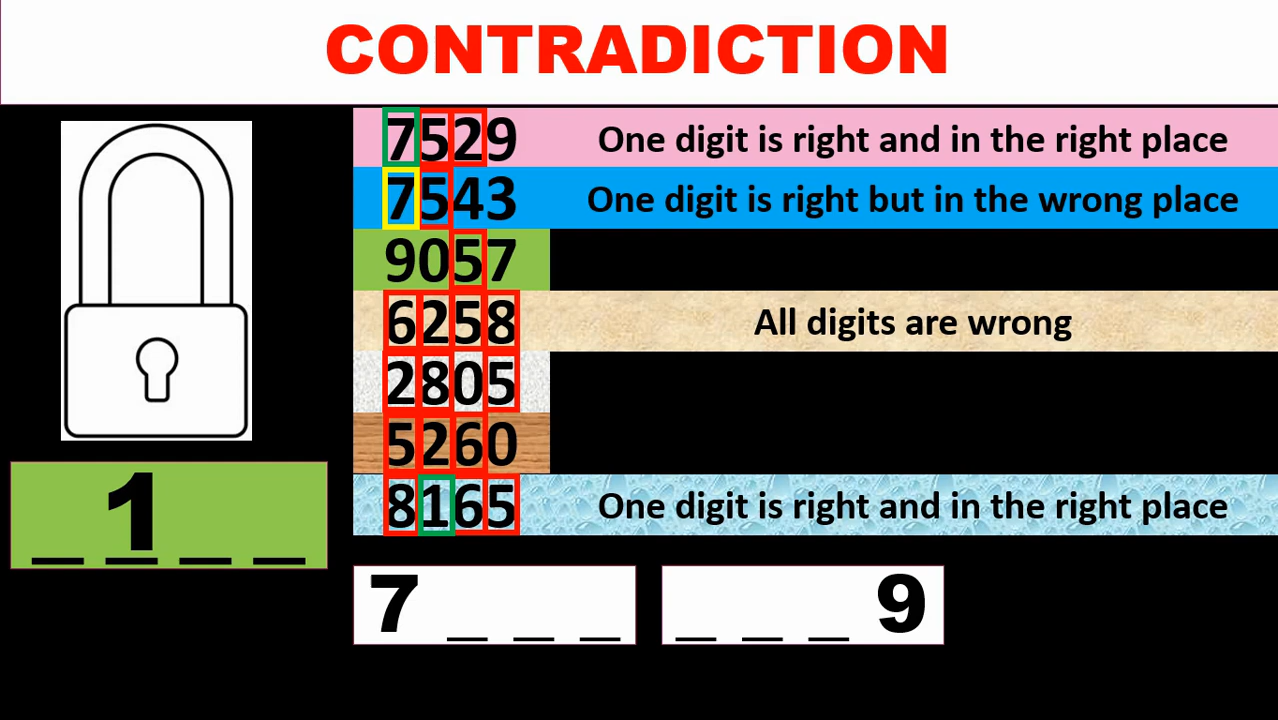 CONTRADICTION
7529 One digit is right and in the right place
7543 One digit is right but in the wrong place
9057
6258 All digits are wrong
2805
5260
8165 One digit is right and in the right place
_ 1 _ _
7 _ _ _ _ _ _ 9